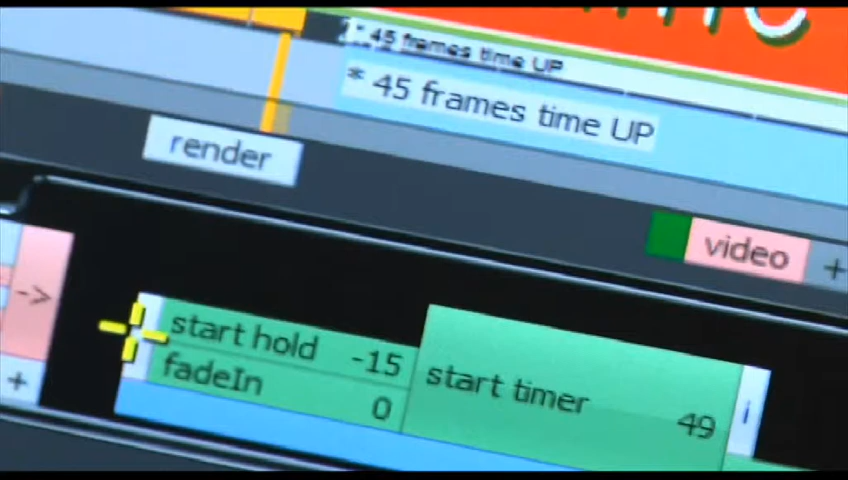 * 45 frames time UP
* 45 frames time UP
render
video
+
->
start hold -15
fadeIn 0
start timer 49
i
+